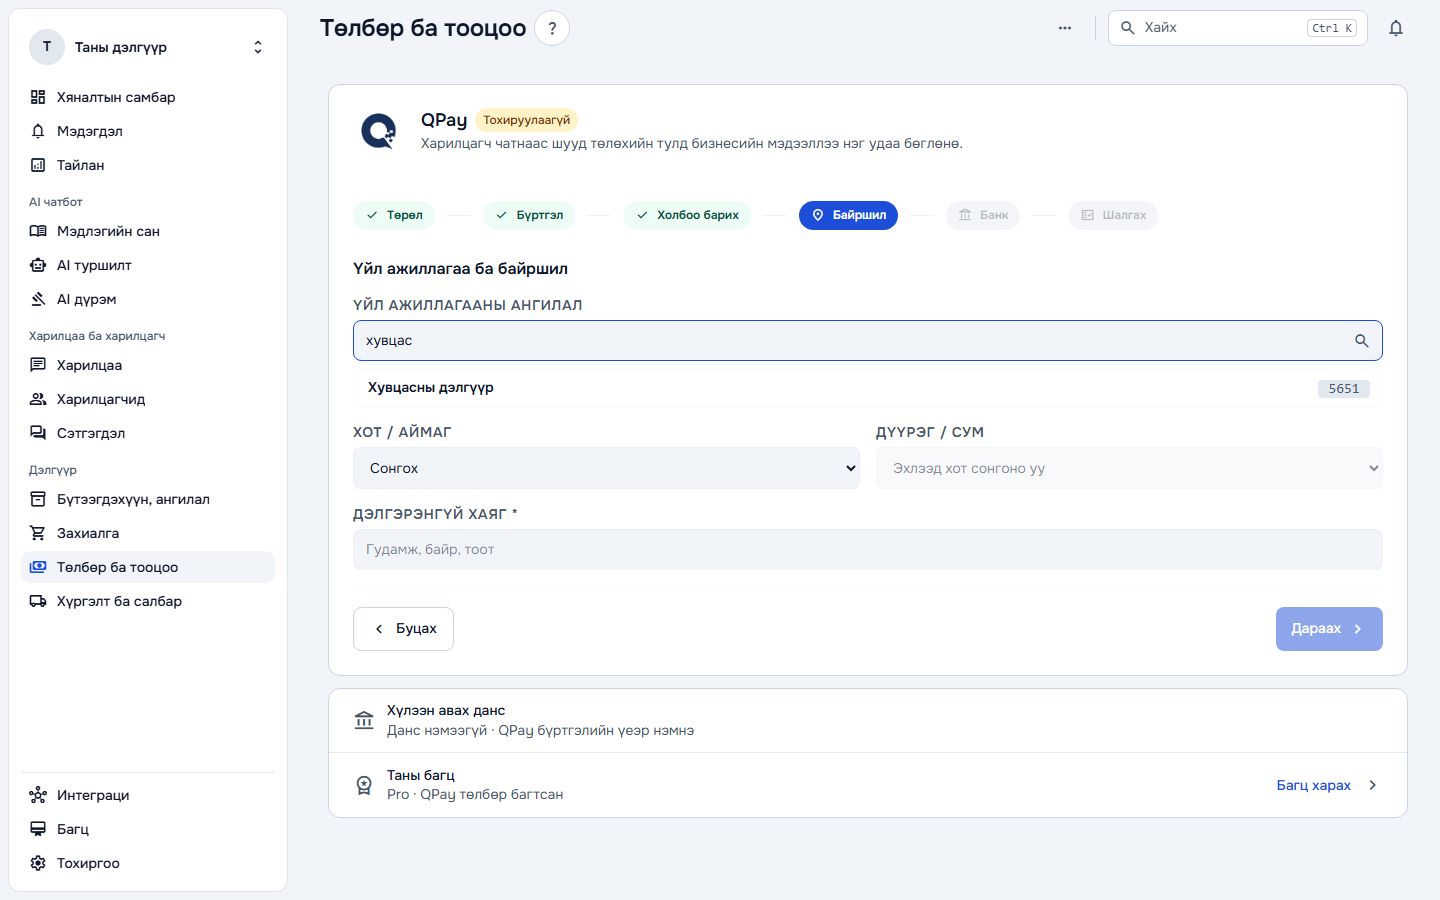 Т Таны дэлгүүр
Хяналтын самбар
Мэдэгдэл
Тайлан
AI чатбот
Мэдлэгийн сан
AI туршилт
AI дүрэм
Харилцаа ба харилцагч
Харилцаа
Харилцагчид
Сэтгэгдэл
Дэлгүүр
Бүтээгдэхүүн, ангилал
Захиалга
Төлбөр ба тооцоо
Хүргэлт ба салбар
Интеграци
Багц
Тохиргоо
Төлбөр ба тооцоо ?
Хайх Ctrl K
QPay Тохируулаагүй
Харилцагч чатнаас шууд төлөхийн тулд бизнесийн мэдээллээ нэг удаа бөглөнө.
Төрөл Бүртгэл Холбоо барих Байршил Банк Шалгах
Үйл ажиллагаа ба байршил
ҮЙЛ АЖИЛЛАГААНЫ АНГИЛАЛ
хувцас
Хувцасны дэлгүүр 5651
ХОТ / АЙМАГ ДҮҮРЭГ / СУМ
Сонгох Эхлээд хот сонгоно уу
ДЭЛГЭРЭНГҮЙ ХАЯГ *
Гудамж, байр, тоот
Буцах Дараах
Хүлээн авах данс
Данс нэмээгүй · QPay бүртгэлийн үеэр нэмнэ
Таны багц
Pro · QPay төлбөр багтсан
Багц харах